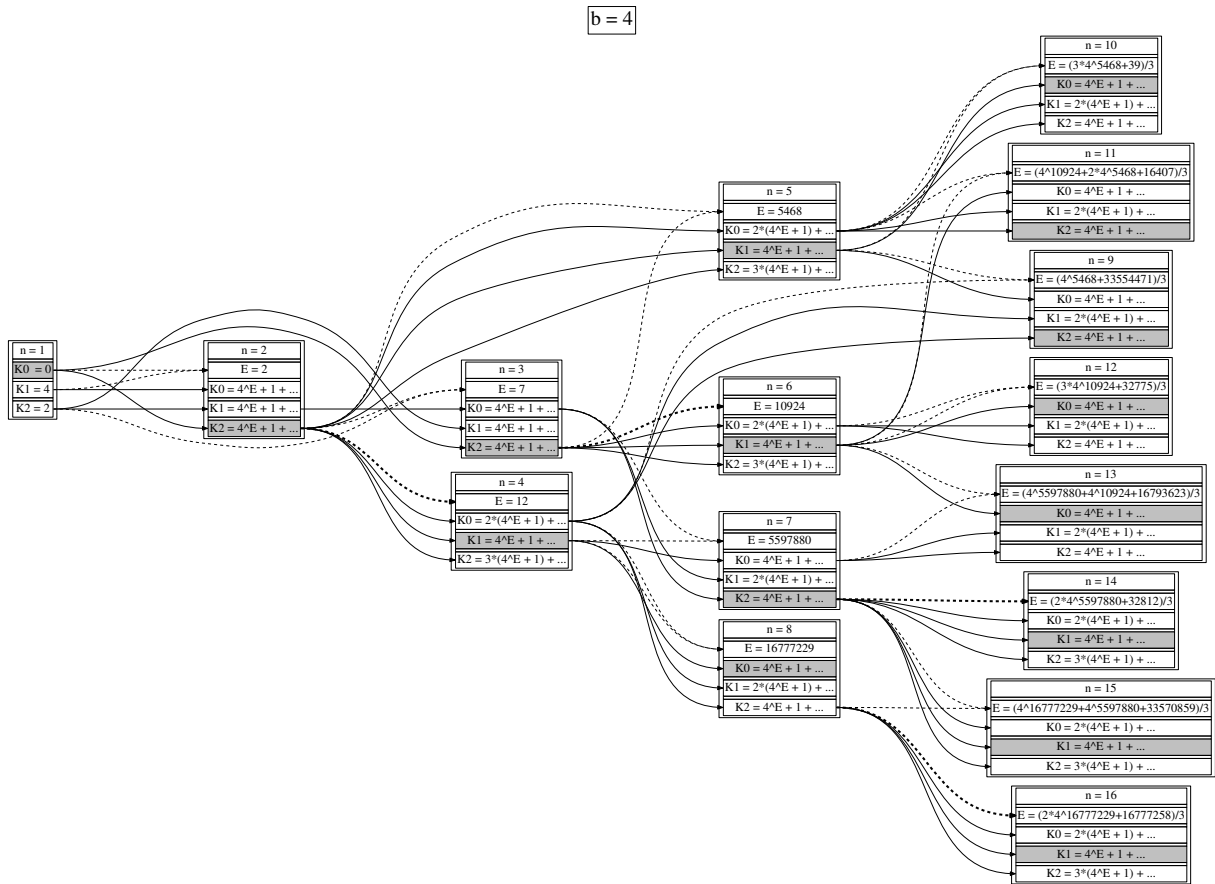 b = 4
n = 1
K0 = 0
K1 = 4
K2 = 2
n = 2
E = 2
K0 = 4^E + 1 + ...
K1 = 4^E + 1 + ...
K2 = 4^E + 1 + ...
n = 3
E = 7
K0 = 4^E + 1 + ...
K1 = 4^E + 1 + ...
K2 = 4^E + 1 + ...
n = 4
E = 12
K0 = 2*(4^E + 1) + ...
K1 = 4^E + 1 + ...
K2 = 3*(4^E + 1) + ...
n = 5
E = 5468
K0 = 2*(4^E + 1) + ...
K1 = 4^E + 1 + ...
K2 = 3*(4^E + 1) + ...
n = 6
E = 10924
K0 = 2*(4^E + 1) + ...
K1 = 4^E + 1 + ...
K2 = 3*(4^E + 1) + ...
n = 7
E = 5597880
K0 = 4^E + 1 + ...
K1 = 2*(4^E + 1) + ...
K2 = 4^E + 1 + ...
n = 8
E = 16777229
K0 = 4^E + 1 + ...
K1 = 2*(4^E + 1) + ...
K2 = 4^E + 1 + ...
n = 10
E = (3*4^5468+39)/3
K0 = 4^E + 1 + ...
K1 = 2*(4^E + 1) + ...
K2 = 4^E + 1 + ...
n = 11
E = (4^10924+2*4^5468+16407)/3
K0 = 4^E + 1 + ...
K1 = 2*(4^E + 1) + ...
K2 = 4^E + 1 + ...
n = 9
E = (4^5468+33554471)/3
K0 = 4^E + 1 + ...
K1 = 2*(4^E + 1) + ...
K2 = 4^E + 1 + ...
n = 12
E = (3*4^10924+32775)/3
K0 = 4^E + 1 + ...
K1 = 2*(4^E + 1) + ...
K2 = 4^E + 1 + ...
n = 13
E = (4^5597880+4^10924+16793623)/3
K0 = 4^E + 1 + ...
K1 = 2*(4^E + 1) + ...
K2 = 4^E + 1 + ...
n = 14
E = (2*4^5597880+32812)/3
K0 = 2*(4^E + 1) + ...
K1 = 4^E + 1 + ...
K2 = 3*(4^E + 1) + ...
n = 15
E = (4^16777229+4^5597880+33570859)/3
K0 = 2*(4^E + 1) + ...
K1 = 4^E + 1 + ...
K2 = 3*(4^E + 1) + ...
n = 16
E = (2*4^16777229+16777258)/3
K0 = 2*(4^E + 1) + ...
K1 = 4^E + 1 + ...
K2 = 3*(4^E + 1) + ...